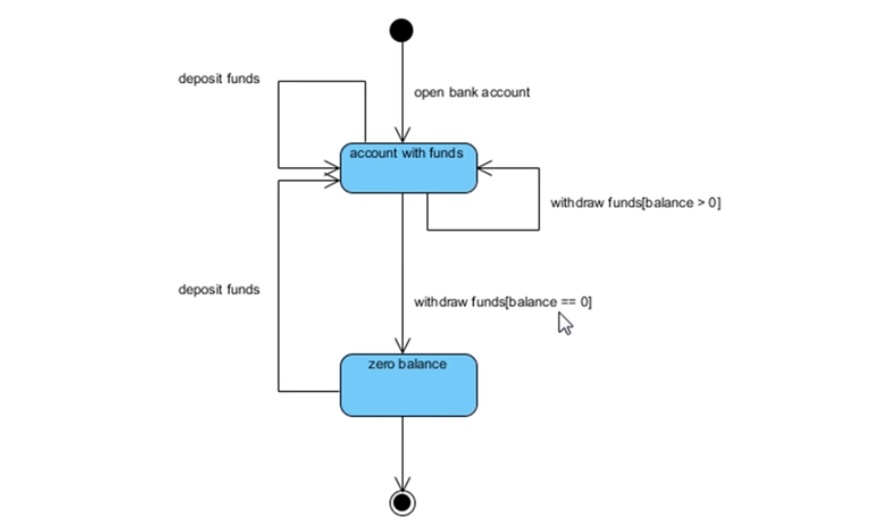 deposit funds
open bank account
account with funds
withdraw funds[balance > 0]
deposit funds
withdraw funds[balance == 0]
zero balance